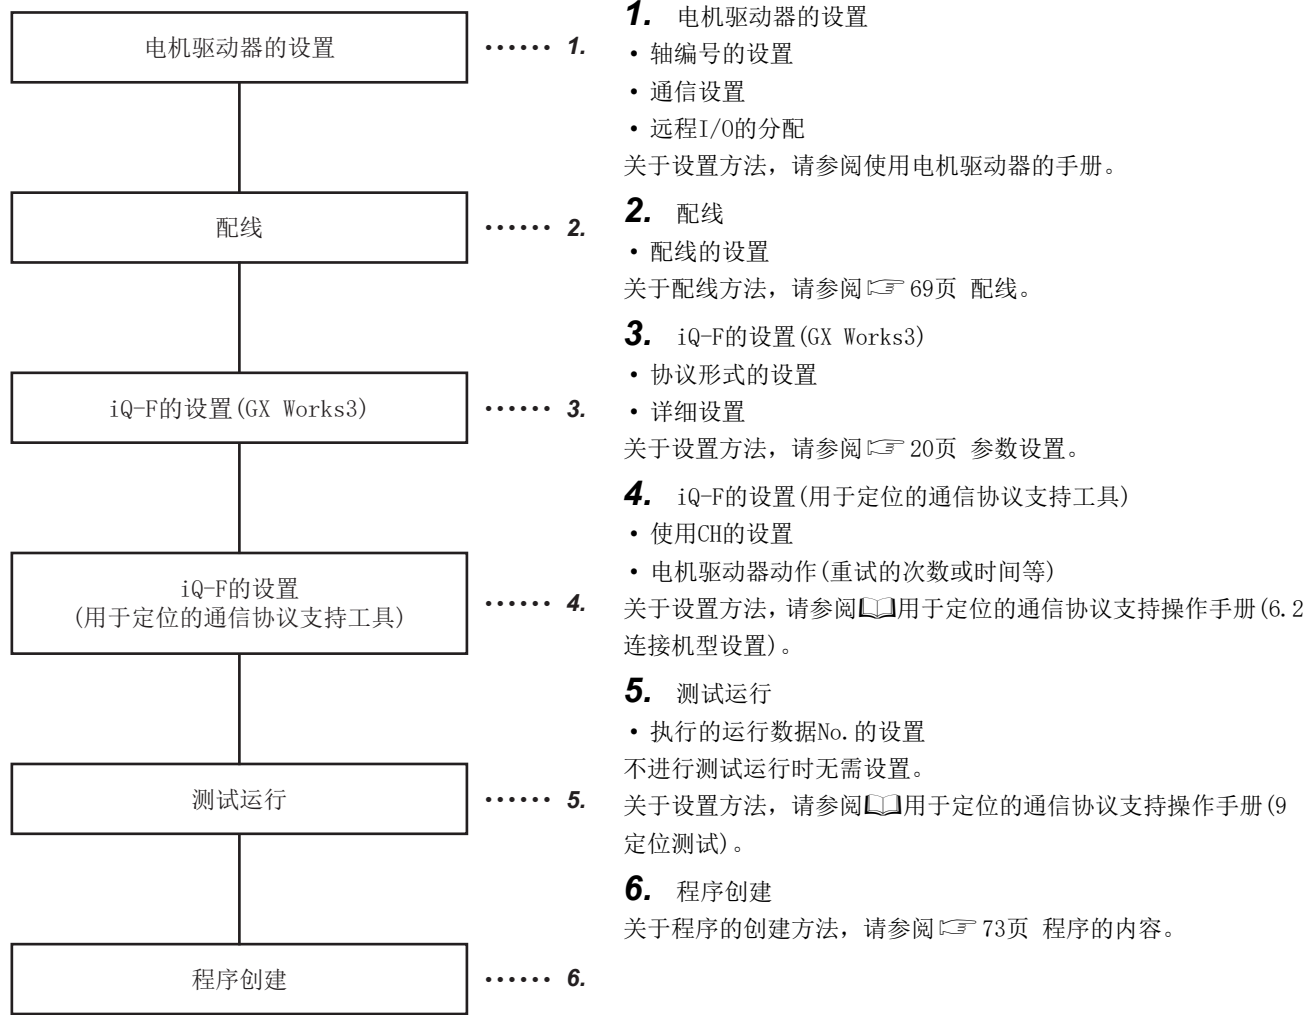 电机驱动器的设置
•••••• 1.
配线
•••••• 2.
iQ-F的设置(GX Works3)
•••••• 3.
iQ-F的设置
(用于定位的通信协议支持工具)
•••••• 4.
测试运行
•••••• 5.
程序创建
•••••• 6.
1. 电机驱动器的设置
• 轴编号的设置
• 通信设置
• 远程I/O的分配
关于设置方法，请参阅使用电机驱动器的手册。
2. 配线
• 配线的设置
关于配线方法，请参阅☞ 69页 配线。
3. iQ-F的设置(GX Works3)
• 协议形式的设置
• 详细设置
关于设置方法，请参阅☞ 20页 参数设置。
4. iQ-F的设置(用于定位的通信协议支持工具)
• 使用CH的设置
• 电机驱动器动作(重试的次数或时间等)
关于设置方法，请参阅📖用于定位的通信协议支持操作手册(6.2
连接机型设置)。
5. 测试运行
• 执行的运行数据No.的设置
不进行测试运行时无需设置。
关于设置方法，请参阅📖用于定位的通信协议支持操作手册(9
定位测试)。
6. 程序创建
关于程序的创建方法，请参阅☞ 73页 程序的内容。